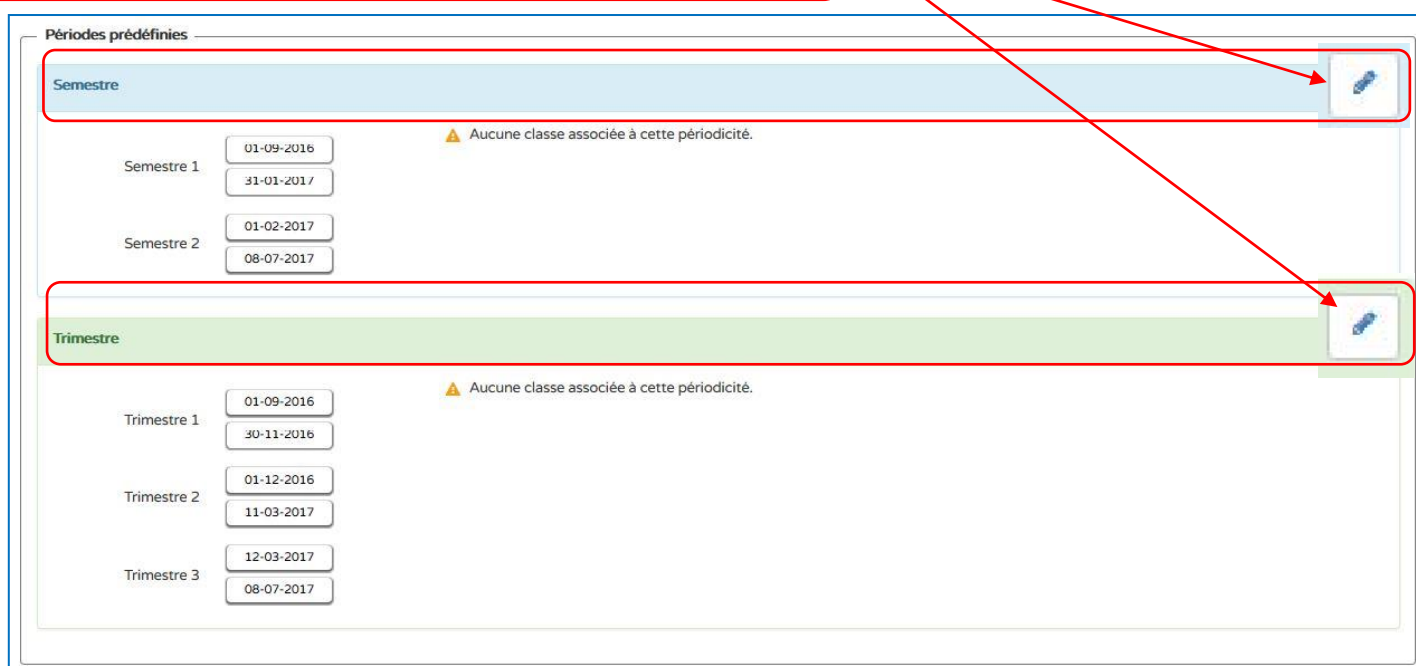 Périodes prédéfinies
Semestre
Aucune classe associée à cette périodicité.
01-09-2016
Semestre 1
31-01-2017
01-02-2017
Semestre 2
08-07-2017
Trimestre
Aucune classe associée à cette périodicité.
01-09-2016
Trimestre 1
30-11-2016
01-12-2016
Trimestre 2
11-03-2017
12-03-2017
Trimestre 3
08-07-2017